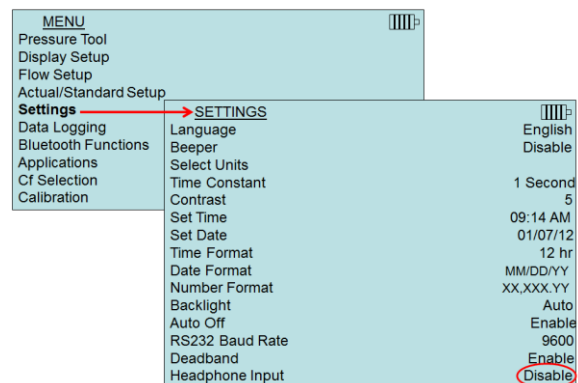 MENU
Pressure Tool
Display Setup
Flow Setup
Actual/Standard Setup
Settings
Data Logging
Bluetooth Functions
Applications
Cf Selection
Calibration
SETTINGS
Language English
Beeper Disable
Select Units
Time Constant 1 Second
Contrast 5
Set Time 09:14 AM
Set Date 01/07/12
Time Format 12 hr
Date Format MM/DD/YY
Number Format XX,XXX.YY
Backlight Auto
Auto Off Enable
RS232 Baud Rate 9600
Deadband Enable
Headphone Input Disable